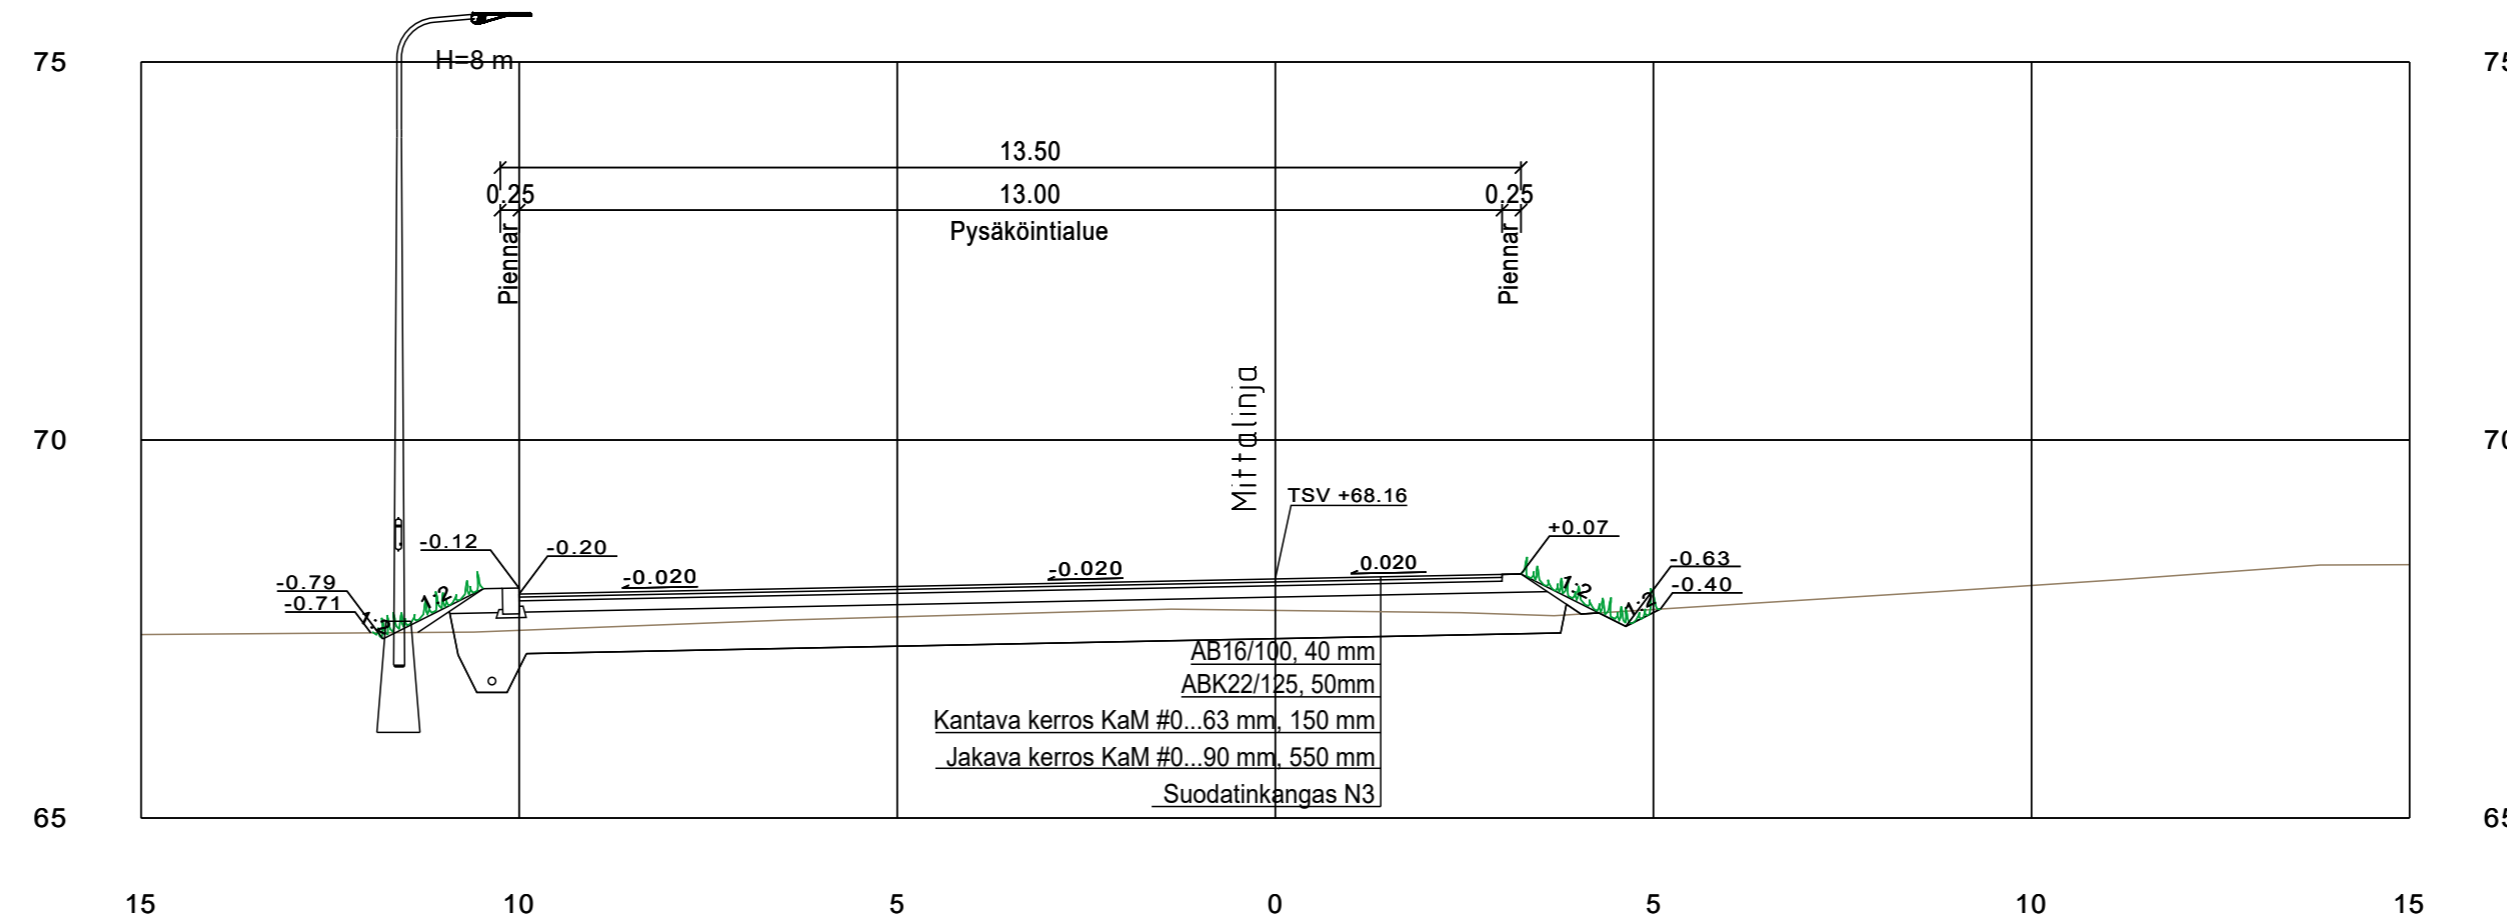 H=8 m
75
75
13.50
0.25
13.00
0.25
Piennar
Pysäköintialue
Piennar
Mittalinja
70
70
TSV +68.16
-0.12
-0.20
+0.07
-0.79
-0.020
-0.020
0.020
-0.63
-0.71
1:2
1:2
1:2
1:2
-0.40
AB16/100, 40 mm
ABK22/125, 50mm
Kantava kerros KaM #0...63 mm, 150 mm
Jakava kerros KaM #0...90 mm, 550 mm
Suodatinkangas N3
65
65
15
10
5
0
5
10
15